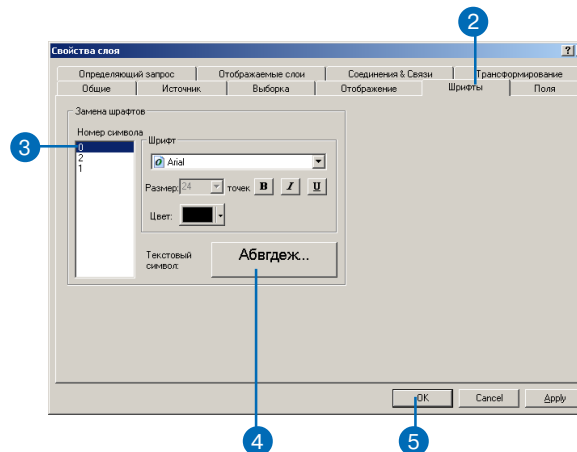 2
Свойства слоя ?
Определяющий запрос Отображаемые слои Соединения & Связи Трансформирование
Общие Источник Выборка Отображение Шрифты Поля
Замена шрафтов
Номер символа
3
0
2
1
Шрифт
Arial
Размер: 24 точек B I U
Цвет:
Текстовый символ:
Абвгдеж...
OK Cancel Apply
4 5